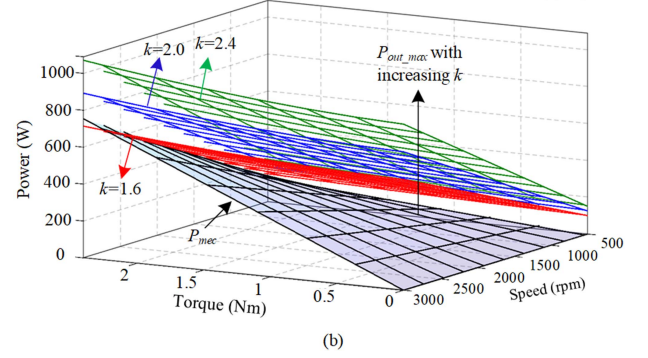 k=2.0
k=2.4
P_out_max with
increasing k
Power (W)
1000
800
600
400
200
0
k=1.6
P_mec
2
1.5
1
0.5
0
Torque (Nm)
3000
2500
2000
1500
1000
500
Speed (rpm)
(b)